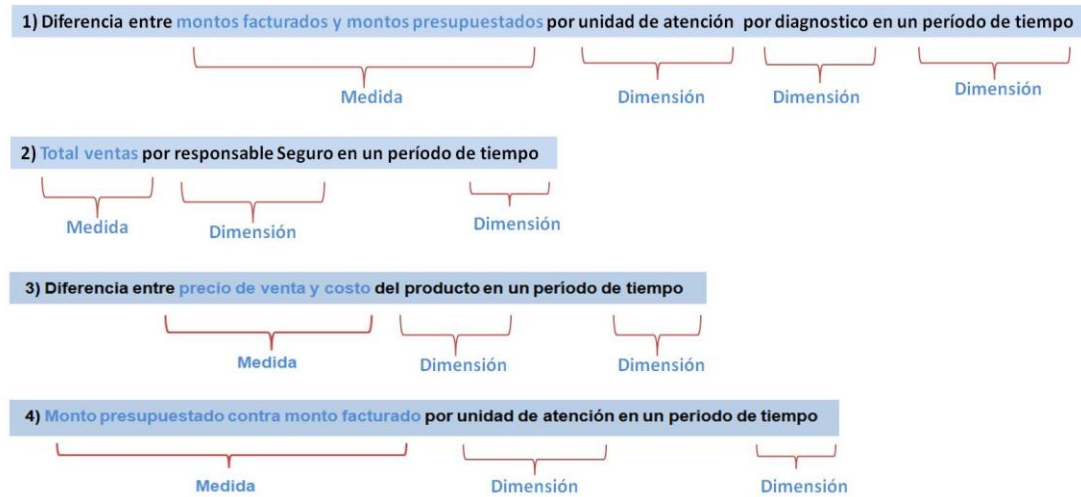 1) Diferencia entre montos facturados y montos presupuestados por unidad de atención por diagnostico en un período de tiempo
Medida Dimensión Dimensión Dimensión
2) Total ventas por responsable Seguro en un período de tiempo
Medida Dimensión Dimensión
3) Diferencia entre precio de venta y costo del producto en un período de tiempo
Medida Dimensión Dimensión
4) Monto presupuestado contra monto facturado por unidad de atención en un periodo de tiempo
Medida Dimensión Dimensión